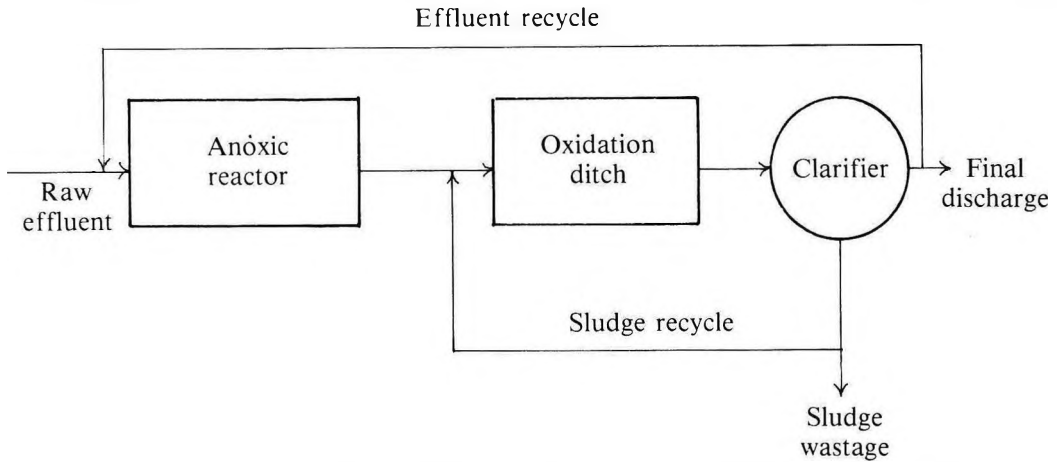 Effluent recycle
Anoxic
reactor
Oxidation
ditch
Clarifier
Raw
effluent
Final
discharge
Sludge recycle
Sludge
wastage